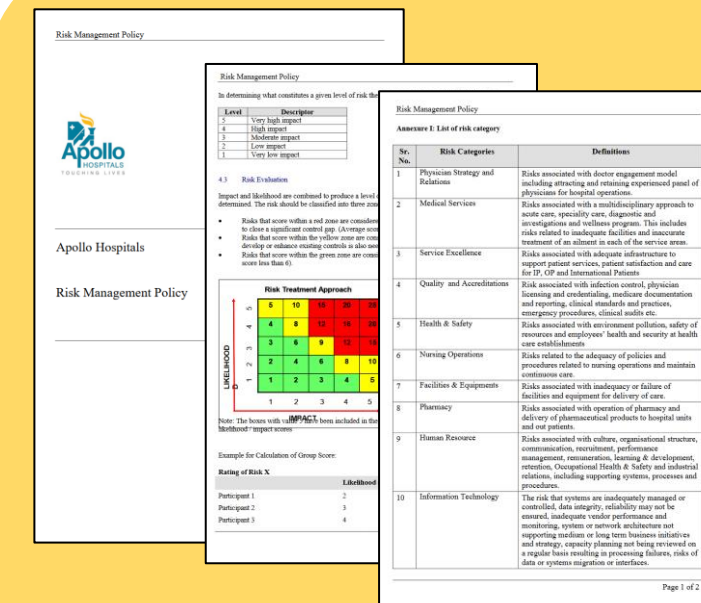 Risk Management Policy
Apollo
HOSPITALS
TOUCHING LIVES
Apollo Hospitals
Risk Management Policy
Risk Management Policy
In determining what constitutes a given level of risk the
Level Descriptor
5 Very high impact
4 High impact
3 Moderate impact
2 Low impact
1 Very low impact
4.3 Risk Evaluation
Impact and likelihood are combined to produce a level
determined. The risk should be classified into three zon
• Risks that score within a red zone are considere
to close a significant control gap. (Average sco
• Risks that score within the yellow zone are con
develop or enhance existing controls is also nee
• Risks that score within the green zone are consi
score less than 6).
Risk Treatment Approach
LIKELIHOOD
5 5 10 15 20 25
4 4 8 12 16 20
3 3 6 9 12 15
2 2 4 6 8 10
1 1 2 3 4 5
1 2 3 4 5
IMPACT
Note: The boxes with value have been included in the
likelihood / impact scores
Example for Calculation of Group Score:
Rating of Risk X
Likelihood
Participant 1 2
Participant 2 3
Participant 3 4
Risk Management Policy
Annexure I: List of risk category
Sr. No. Risk Categories Definitions
1 Physician Strategy and Relations
Risks associated with doctor engagement model
including attracting and retaining experienced panel of
physicians for hospital operations.
2 Medical Services
Risks associated with a multidisciplinary approach to
acute care, speciality care, diagnostic and
investigations and wellness program. This includes
risks related to inadequate facilities and inaccurate
treatment of an ailment in each of the service areas.
3 Service Excellence
Risks associated with adequate infrastructure to
support patient services, patient satisfaction and care
for IP, OP and International Patients
4 Quality and Accreditations
Risk associated with infection control, physician
licensing and credentialing, medicare documentation
and reporting, clinical standards and practices,
emergency procedures, clinical audits etc.
5 Health & Safety
Risks associated with environment pollution, safety of
resources and employees' health and security at health
care establishments
6 Nursing Operations
Risks related to the adequacy of policies and
procedures related to nursing operations and maintain
continuous care.
7 Facilities & Equipments
Risks associated with inadequacy or failure of
facilities and equipment for delivery of care.
8 Pharmacy
Risks associated with operation of pharmacy and
delivery of pharmaceutical products to hospital units
and out patients.
9 Human Resource
Risks associated with culture, organisational structure,
communication, recruitment, performance
management, remuneration, learning & development,
retention, Occupational Health & Safety and industrial
relations, including supporting systems, processes and
procedures.
10 Information Technology
The risk that systems are inadequately managed or
controlled, data integrity, reliability may not be
ensured, inadequate vendor performance and
monitoring, system or network architecture not
supporting medium or long term business initiatives
and strategy, capacity planning not being reviewed on
a regular basis resulting in processing failures, risks of
data or systems migration or interfaces.
Page 1 of 2